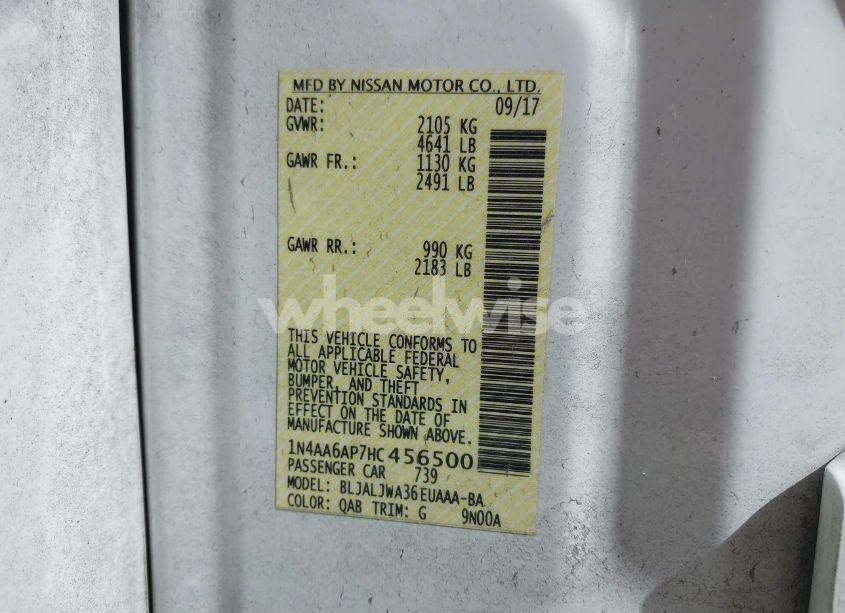 MFD BY NISSAN MOTOR CO., LTD.
DATE: 09/17
GVWR: 2105 KG
4641 LB
GAWR FR.: 1130 KG
2491 LB
GAWR RR.: 990 KG
2183 LB
wheelwise
THIS VEHICLE CONFORMS TO
ALL APPLICABLE FEDERAL
MOTOR VEHICLE SAFETY,
BUMPER, AND THEFT
PREVENTION STANDARDS IN
EFFECT ON THE DATE OF
MANUFACTURE SHOWN ABOVE.
1N4AA6AP7HC456500
PASSENGER CAR 739
MODEL: BLJALJWA36EUAAA-BA
COLOR: QAB TRIM: G 9N00A